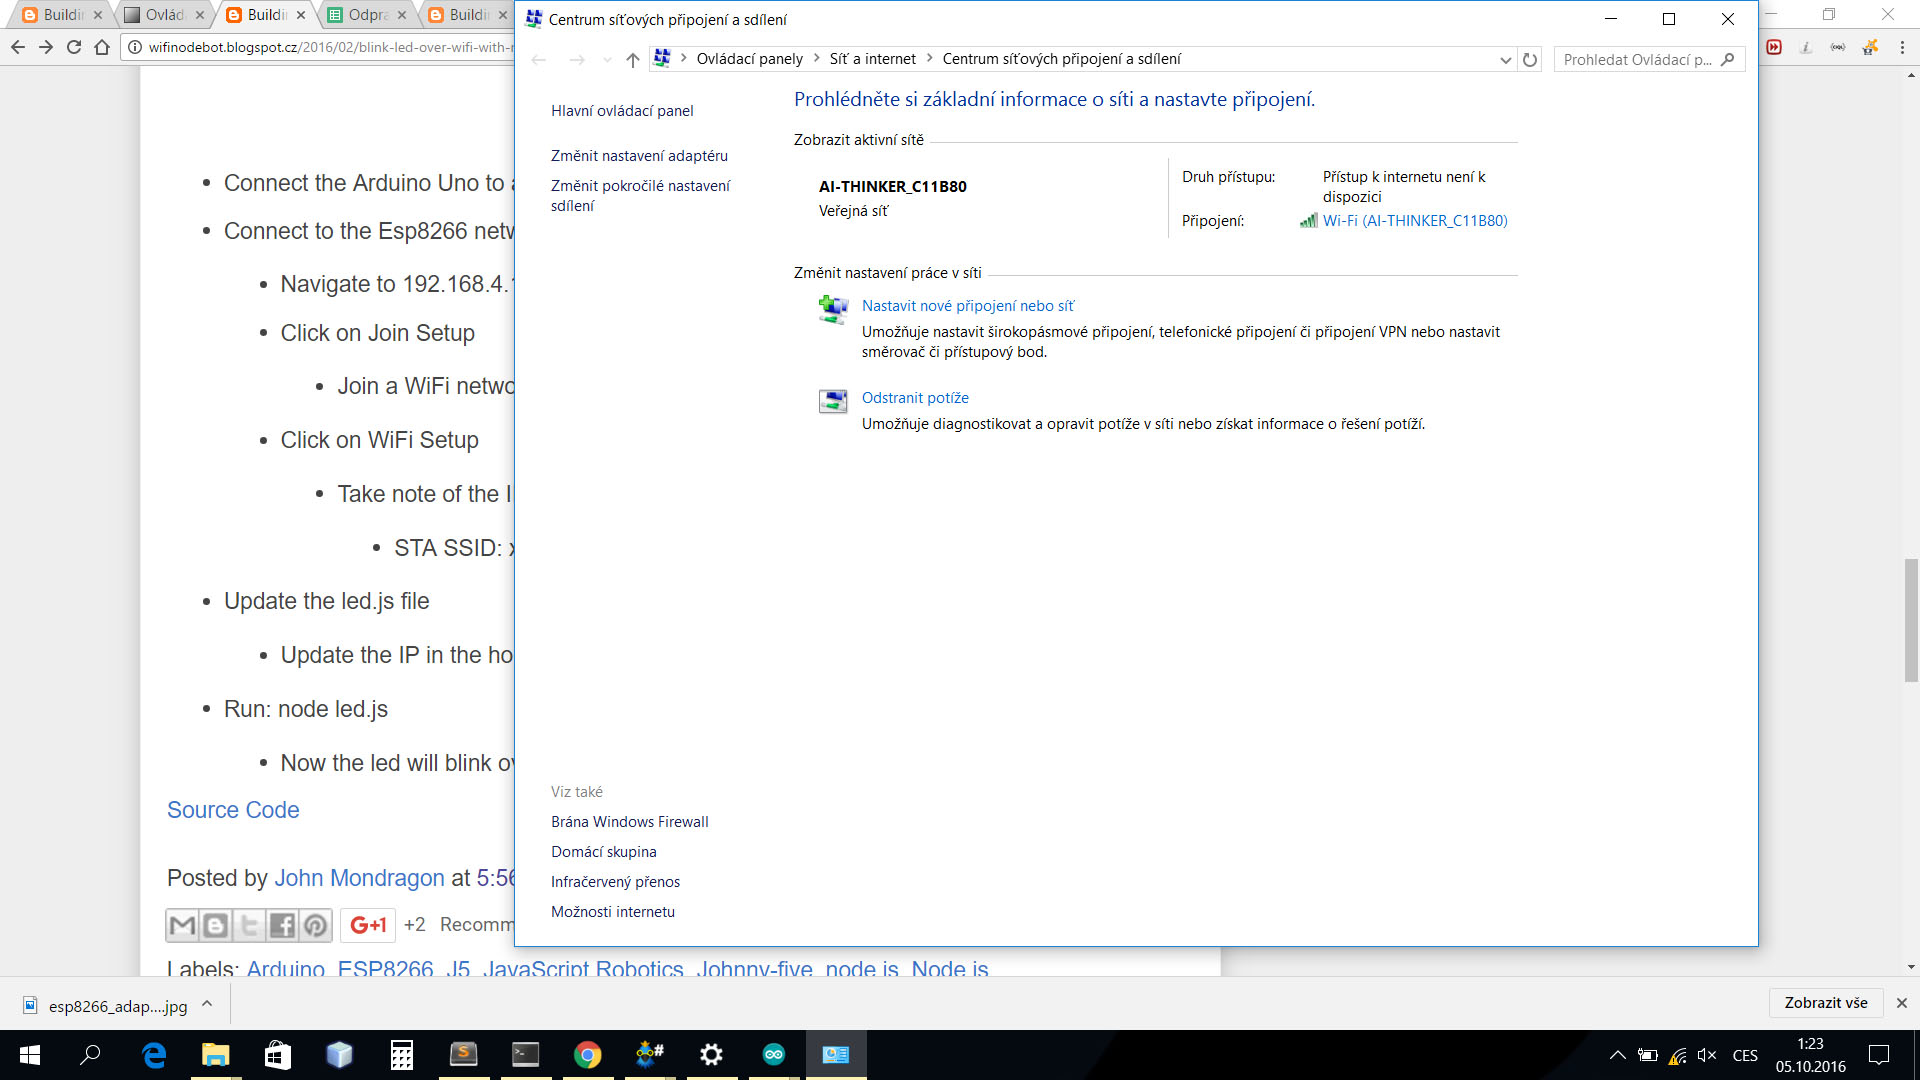 Buildi
Ovlád
Buildi
Odpra
Buildi
wifinodebot.blogspot.cz/2016/02/blink-led-over-wifi-with-
Connect the Arduino Uno to
Connect to the Esp8266
Navigate to 192.168.4.
Click on Join Setup
Join a WiFi
Click on WiFi Setup
Take note of the
STA SSID:
Update the led.js file
Update the IP in the
Run: node led.js
Now the led will blink
Source Code
Posted by John Mondragon at 5:56
G+1 +2 Recomm
Labels: Arduino, ESP8266, J5, JavaScript Robotics, Johnny-five, node js, Node js
Centrum síťových připojení a sdílení
Ovládací panely > Síť a internet > Centrum síťových připojení a sdílení
Prohledat Ovládací p...
Hlavní ovládací panel
Změnit nastavení adaptéru
Změnit pokročilé nastavení
sdílení
Prohlédněte si základní informace o síti a nastavte připojení.
Zobrazit aktivní sítě
AI-THINKER_C11B80
Veřejná síť
Druh přístupu: Přístup k internetu není k
dispozici
Připojení: Wi-Fi (AI-THINKER_C11B80)
Změnit nastavení práce v síti
Nastavit nové připojení nebo síť
Umožňuje nastavit širokopásmové připojení, telefonické připojení či připojení VPN nebo nastavit
směrovač či přístupový bod.
Odstranit potíže
Umožňuje diagnostikovat a opravit potíže v síti nebo získat informace o řešení potíží.
Viz také
Brána Windows Firewall
Domácí skupina
Infračervený přenos
Možnosti internetu
esp8266_adap....jpg
Zobrazit vše
CES
1:23
05.10.2016